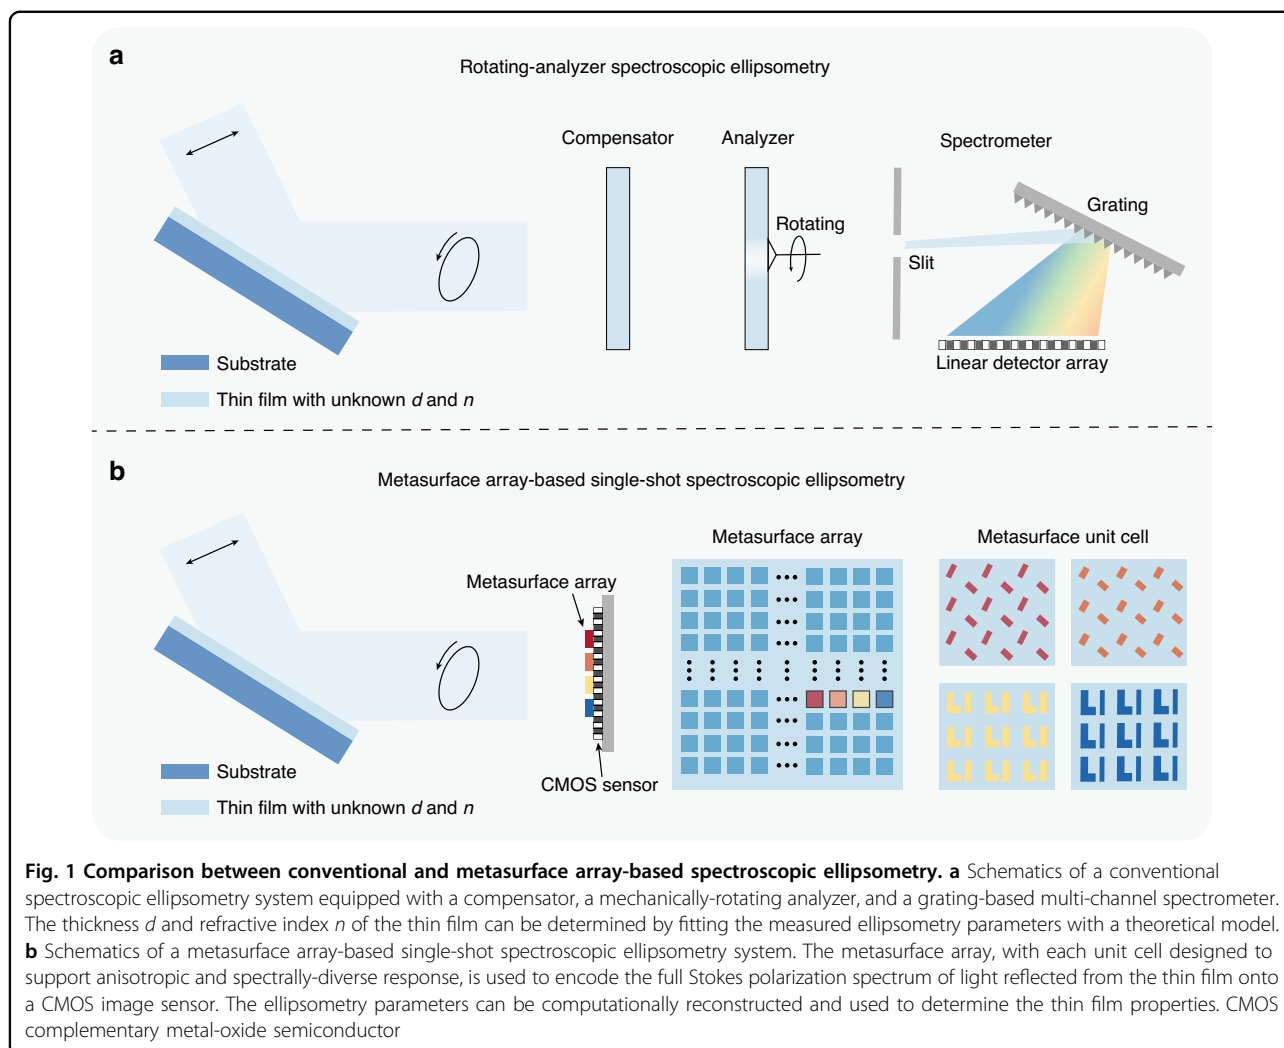 a
Rotating-analyzer spectroscopic ellipsometry
Compensator
Analyzer
Spectrometer
Rotating
Grating
Slit
Linear detector array
Substrate
Thin film with unknown d and n
b
Metasurface array-based single-shot spectroscopic ellipsometry
Metasurface array
Metasurface unit cell
Metasurface array
CMOS sensor
Substrate
Thin film with unknown d and n
Fig. 1 Comparison between conventional and metasurface array-based spectroscopic ellipsometry. a Schematics of a conventional
spectroscopic ellipsometry system equipped with a compensator, a mechanically-rotating analyzer, and a grating-based multi-channel spectrometer.
The thickness d and refractive index n of the thin film can be determined by fitting the measured ellipsometry parameters with a theoretical model.
b Schematics of a metasurface array-based single-shot spectroscopic ellipsometry system. The metasurface array, with each unit cell designed to
support anisotropic and spectrally-diverse response, is used to encode the full Stokes polarization spectrum of light reflected from the thin film onto
a CMOS image sensor. The ellipsometry parameters can be computationally reconstructed and used to determine the thin film properties. CMOS
complementary metal-oxide semiconductor